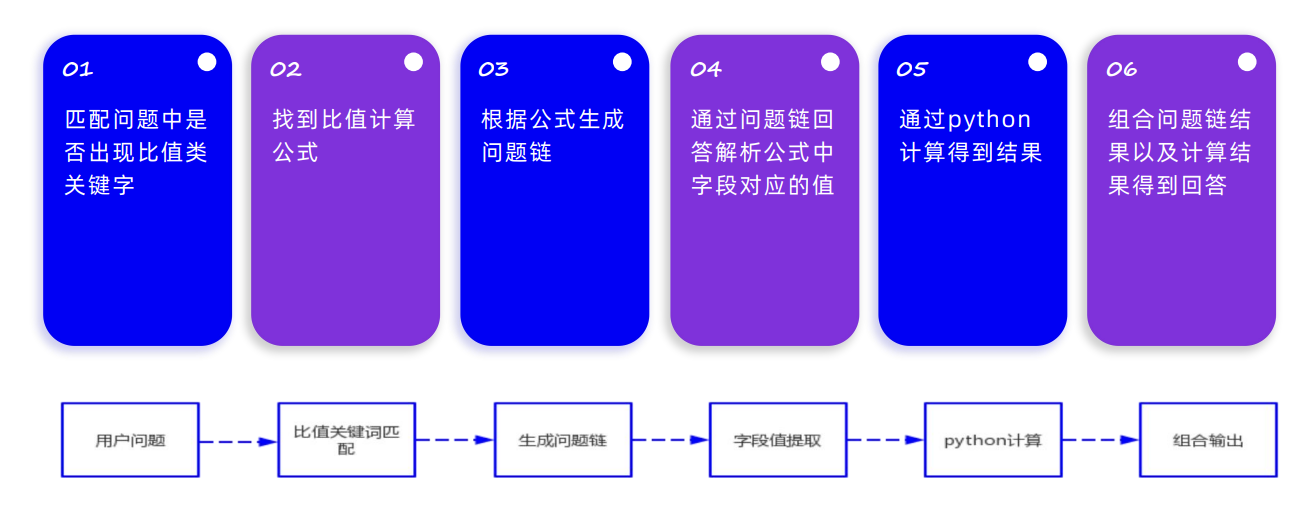 01
匹配问题中是
否出现比值类
关键字
02
找到比值计算
公式
03
根据公式生成
问题链
04
通过问题链回
答解析公式中
字段对应的值
05
通过python
计算得到结果
06
组合问题链结
果以及计算结
果得到回答
用户问题
比值关键词匹
配
生成问题链
字段值提取
python计算
组合输出